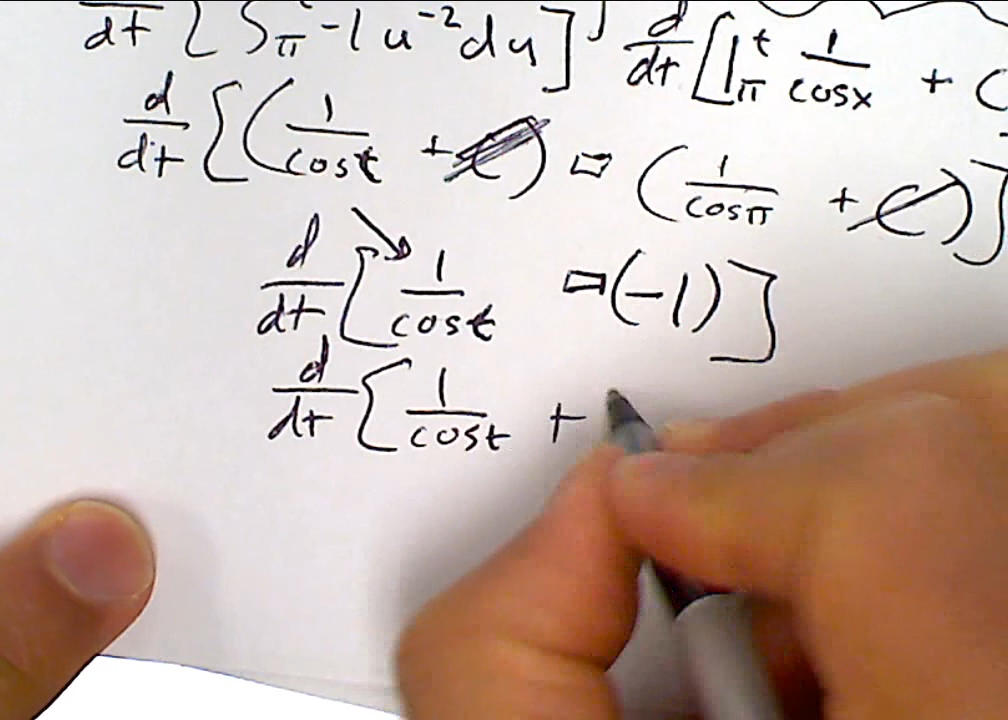 d/dt [ ∫π -1 u⁻² du ] d/dt [ |π^t 1/cosx + C
d/dt [ ( 1/cost + C ) - ( 1/cosπ + C ) ]
d/dt [ 1/cost - (-1) ]
d/dt [ 1/cost +